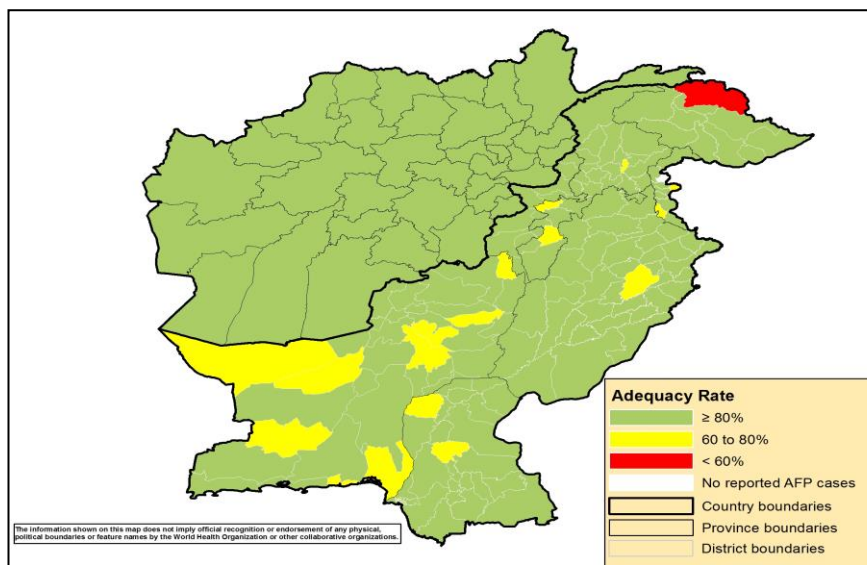 Adequacy Rate
≥ 80%
60 to 80%
< 60%
No reported AFP cases
Country boundaries
Province boundaries
District boundaries
The information shown on this map does not imply official recognition or endorsement of any physical,
political boundaries or feature names by the World Health Organization or other collaborative organizations.